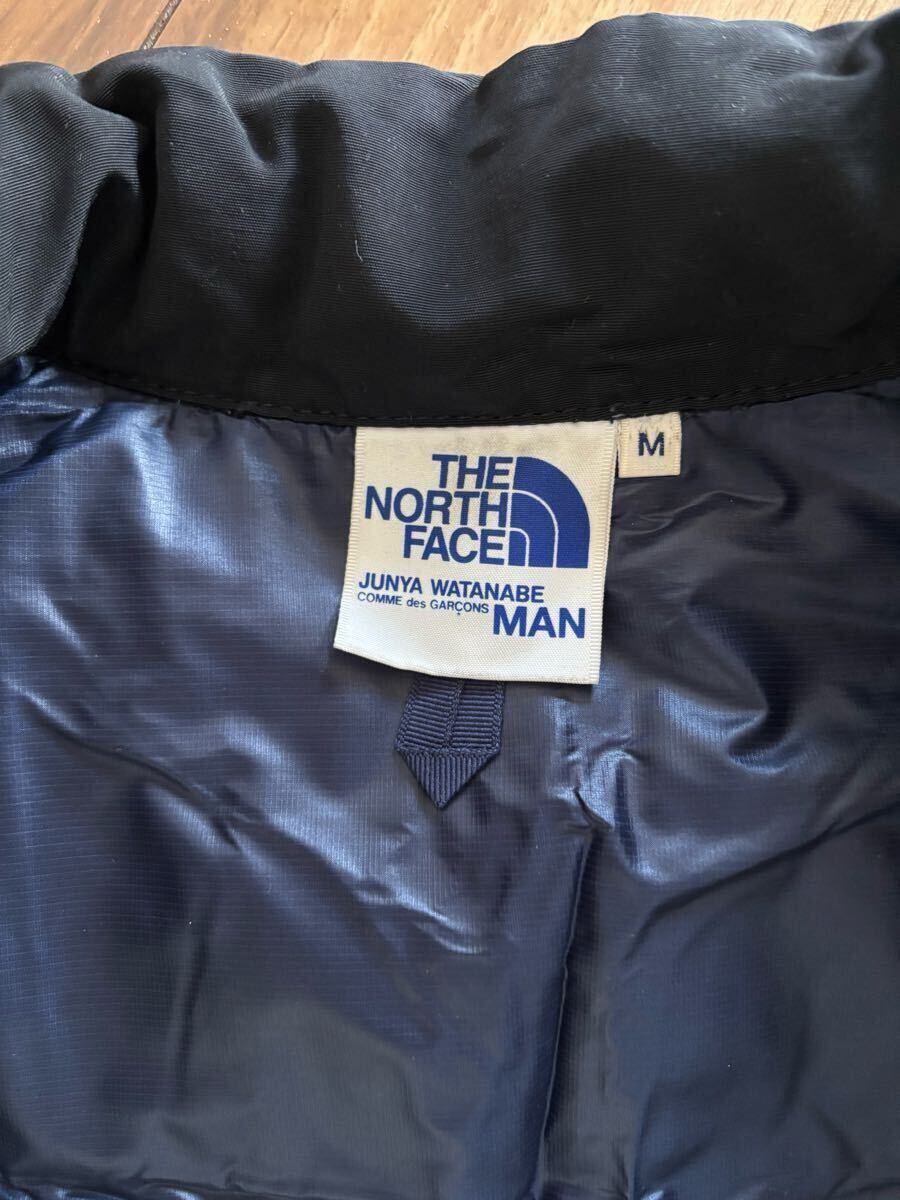 THE
NORTH
FACE
JUNYA WATANABE
COMME des GARÇONS MAN
M